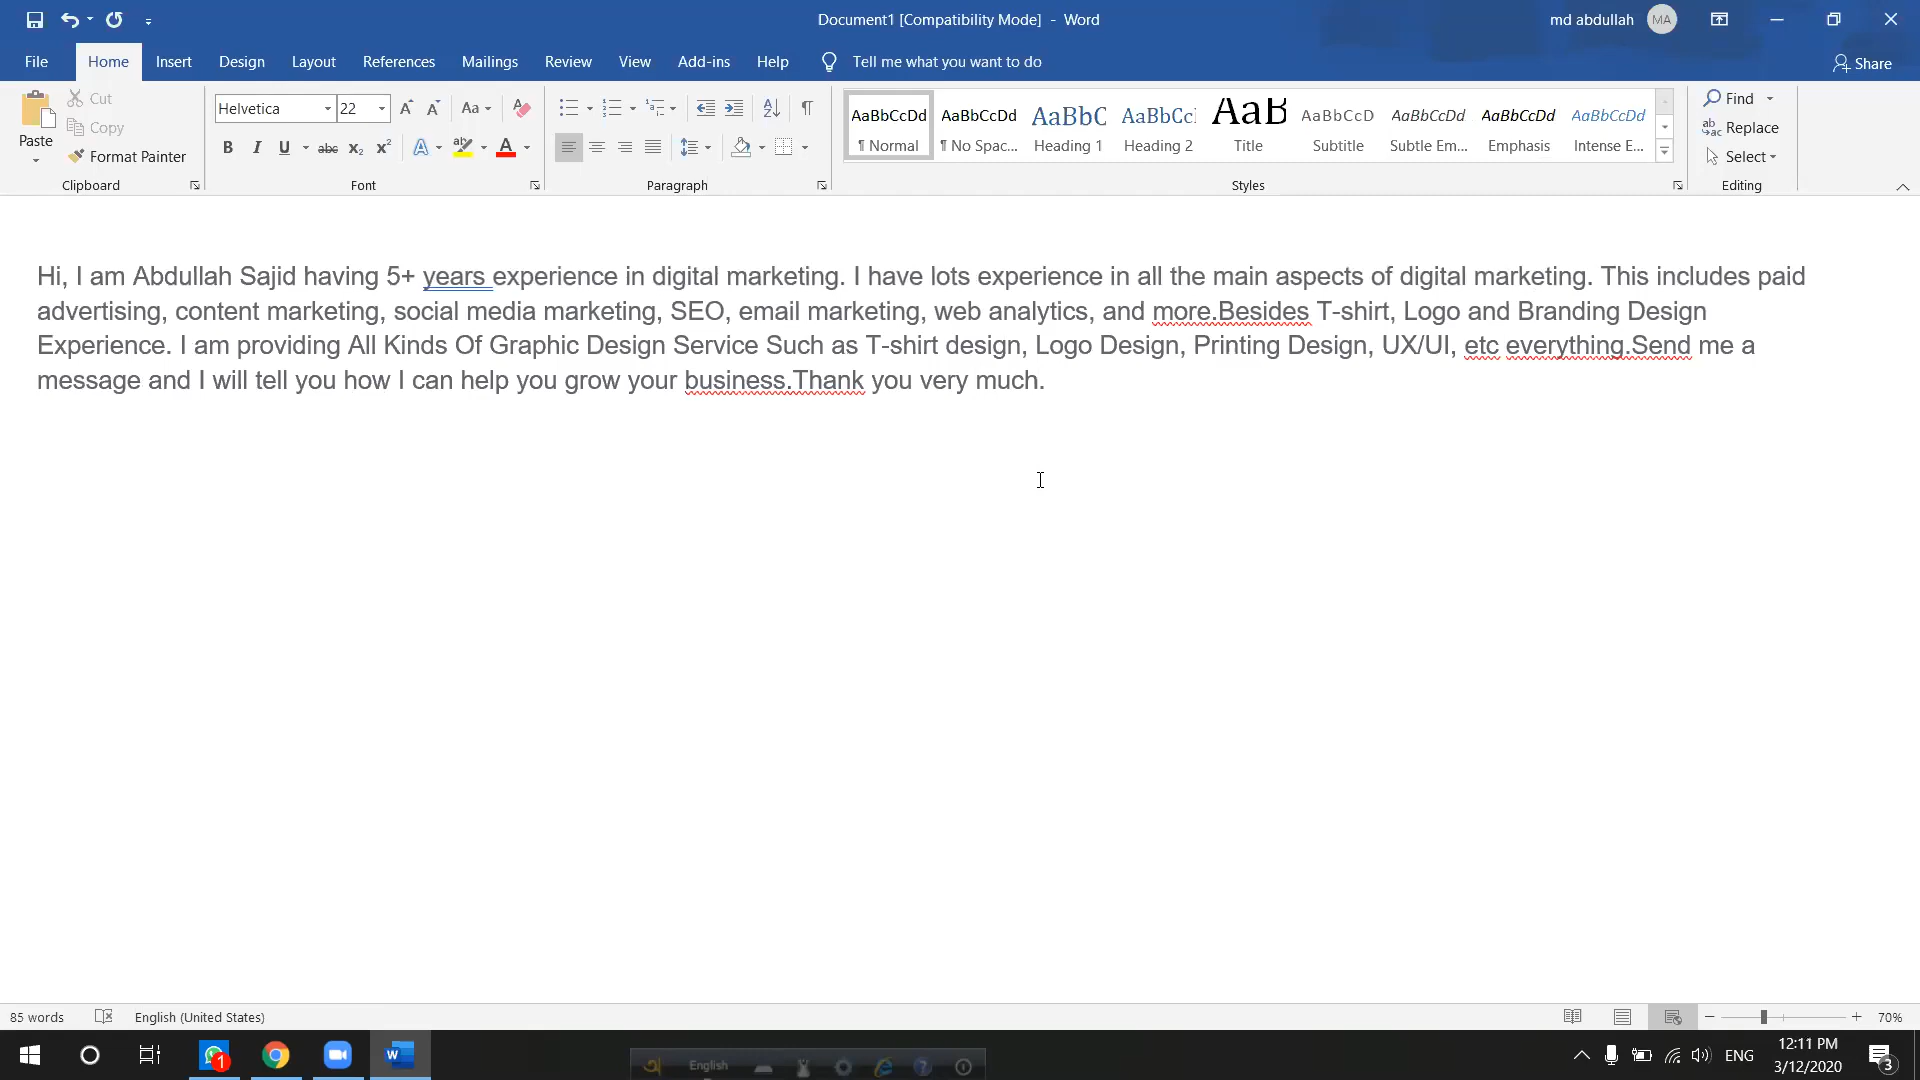 Document1 [Compatibility Mode] - Word
md abdullah MA
File Home Insert Design Layout References Mailings Review View Add-ins Help Tell me what you want to do Share
Paste
Cut
Copy
Format Painter
Clipboard
Helvetica 22
Font
Paragraph
AaBbCcDd AaBbCcDd AaBbC AaBbCcl AaB AaBbCcD AaBbCcDd AaBbCcDd AaBbCcDd
¶ Normal ¶ No Spac... Heading 1 Heading 2 Title Subtitle Subtle Em... Emphasis Intense E...
Styles
Find
Replace
Select
Editing
Hi, I am Abdullah Sajid having 5+ years experience in digital marketing. I have lots experience in all the main aspects of digital marketing. This includes paid
advertising, content marketing, social media marketing, SEO, email marketing, web analytics, and more.Besides T-shirt, Logo and Branding Design
Experience. I am providing All Kinds Of Graphic Design Service Such as T-shirt design, Logo Design, Printing Design, UX/UI, etc everything.Send me a
message and I will tell you how I can help you grow your business.Thank you very much.
85 words English (United States) 70%
1
English
ENG
12:11 PM
3/12/2020
3